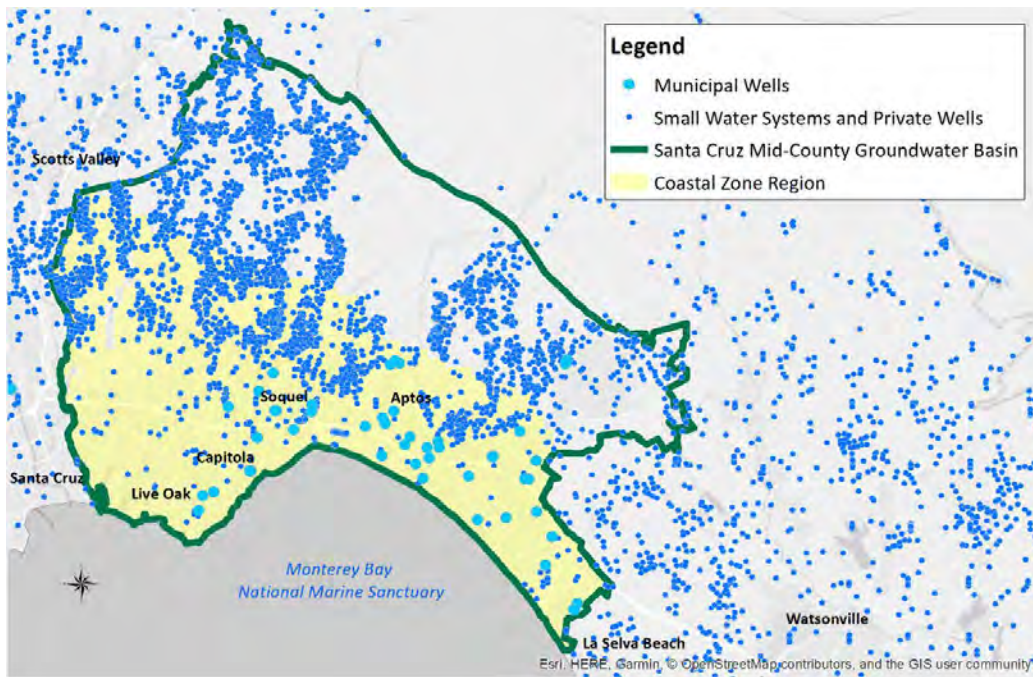 Legend
Municipal Wells
Small Water Systems and Private Wells
Santa Cruz Mid-County Groundwater Basin
Coastal Zone Region
Scotts Valley
Soquel
Aptos
Capitola
Santa Cruz
Live Oak
Monterey Bay
National Marine Sanctuary
Watsonville
La Selva Beach
Esri, HERE, Garmin, © OpenStreetMap contributors, and the GIS user community